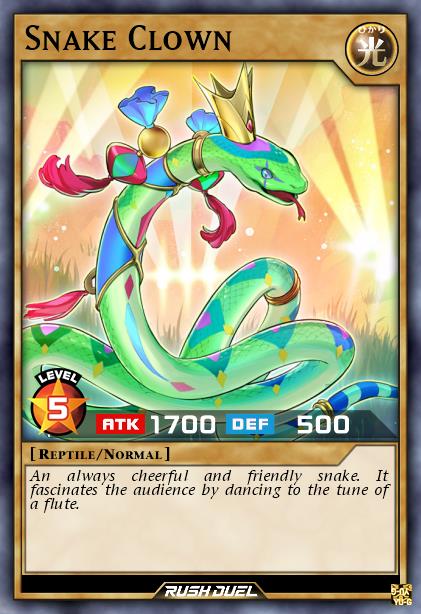 Snake Clown
ひかり
光
LEVEL
5
ATK 1700 DEF 500
[Reptile/Normal]
An always cheerful and friendly snake. It
fascinates the audience by dancing to the tune of
a flute.
RUSH DUEL